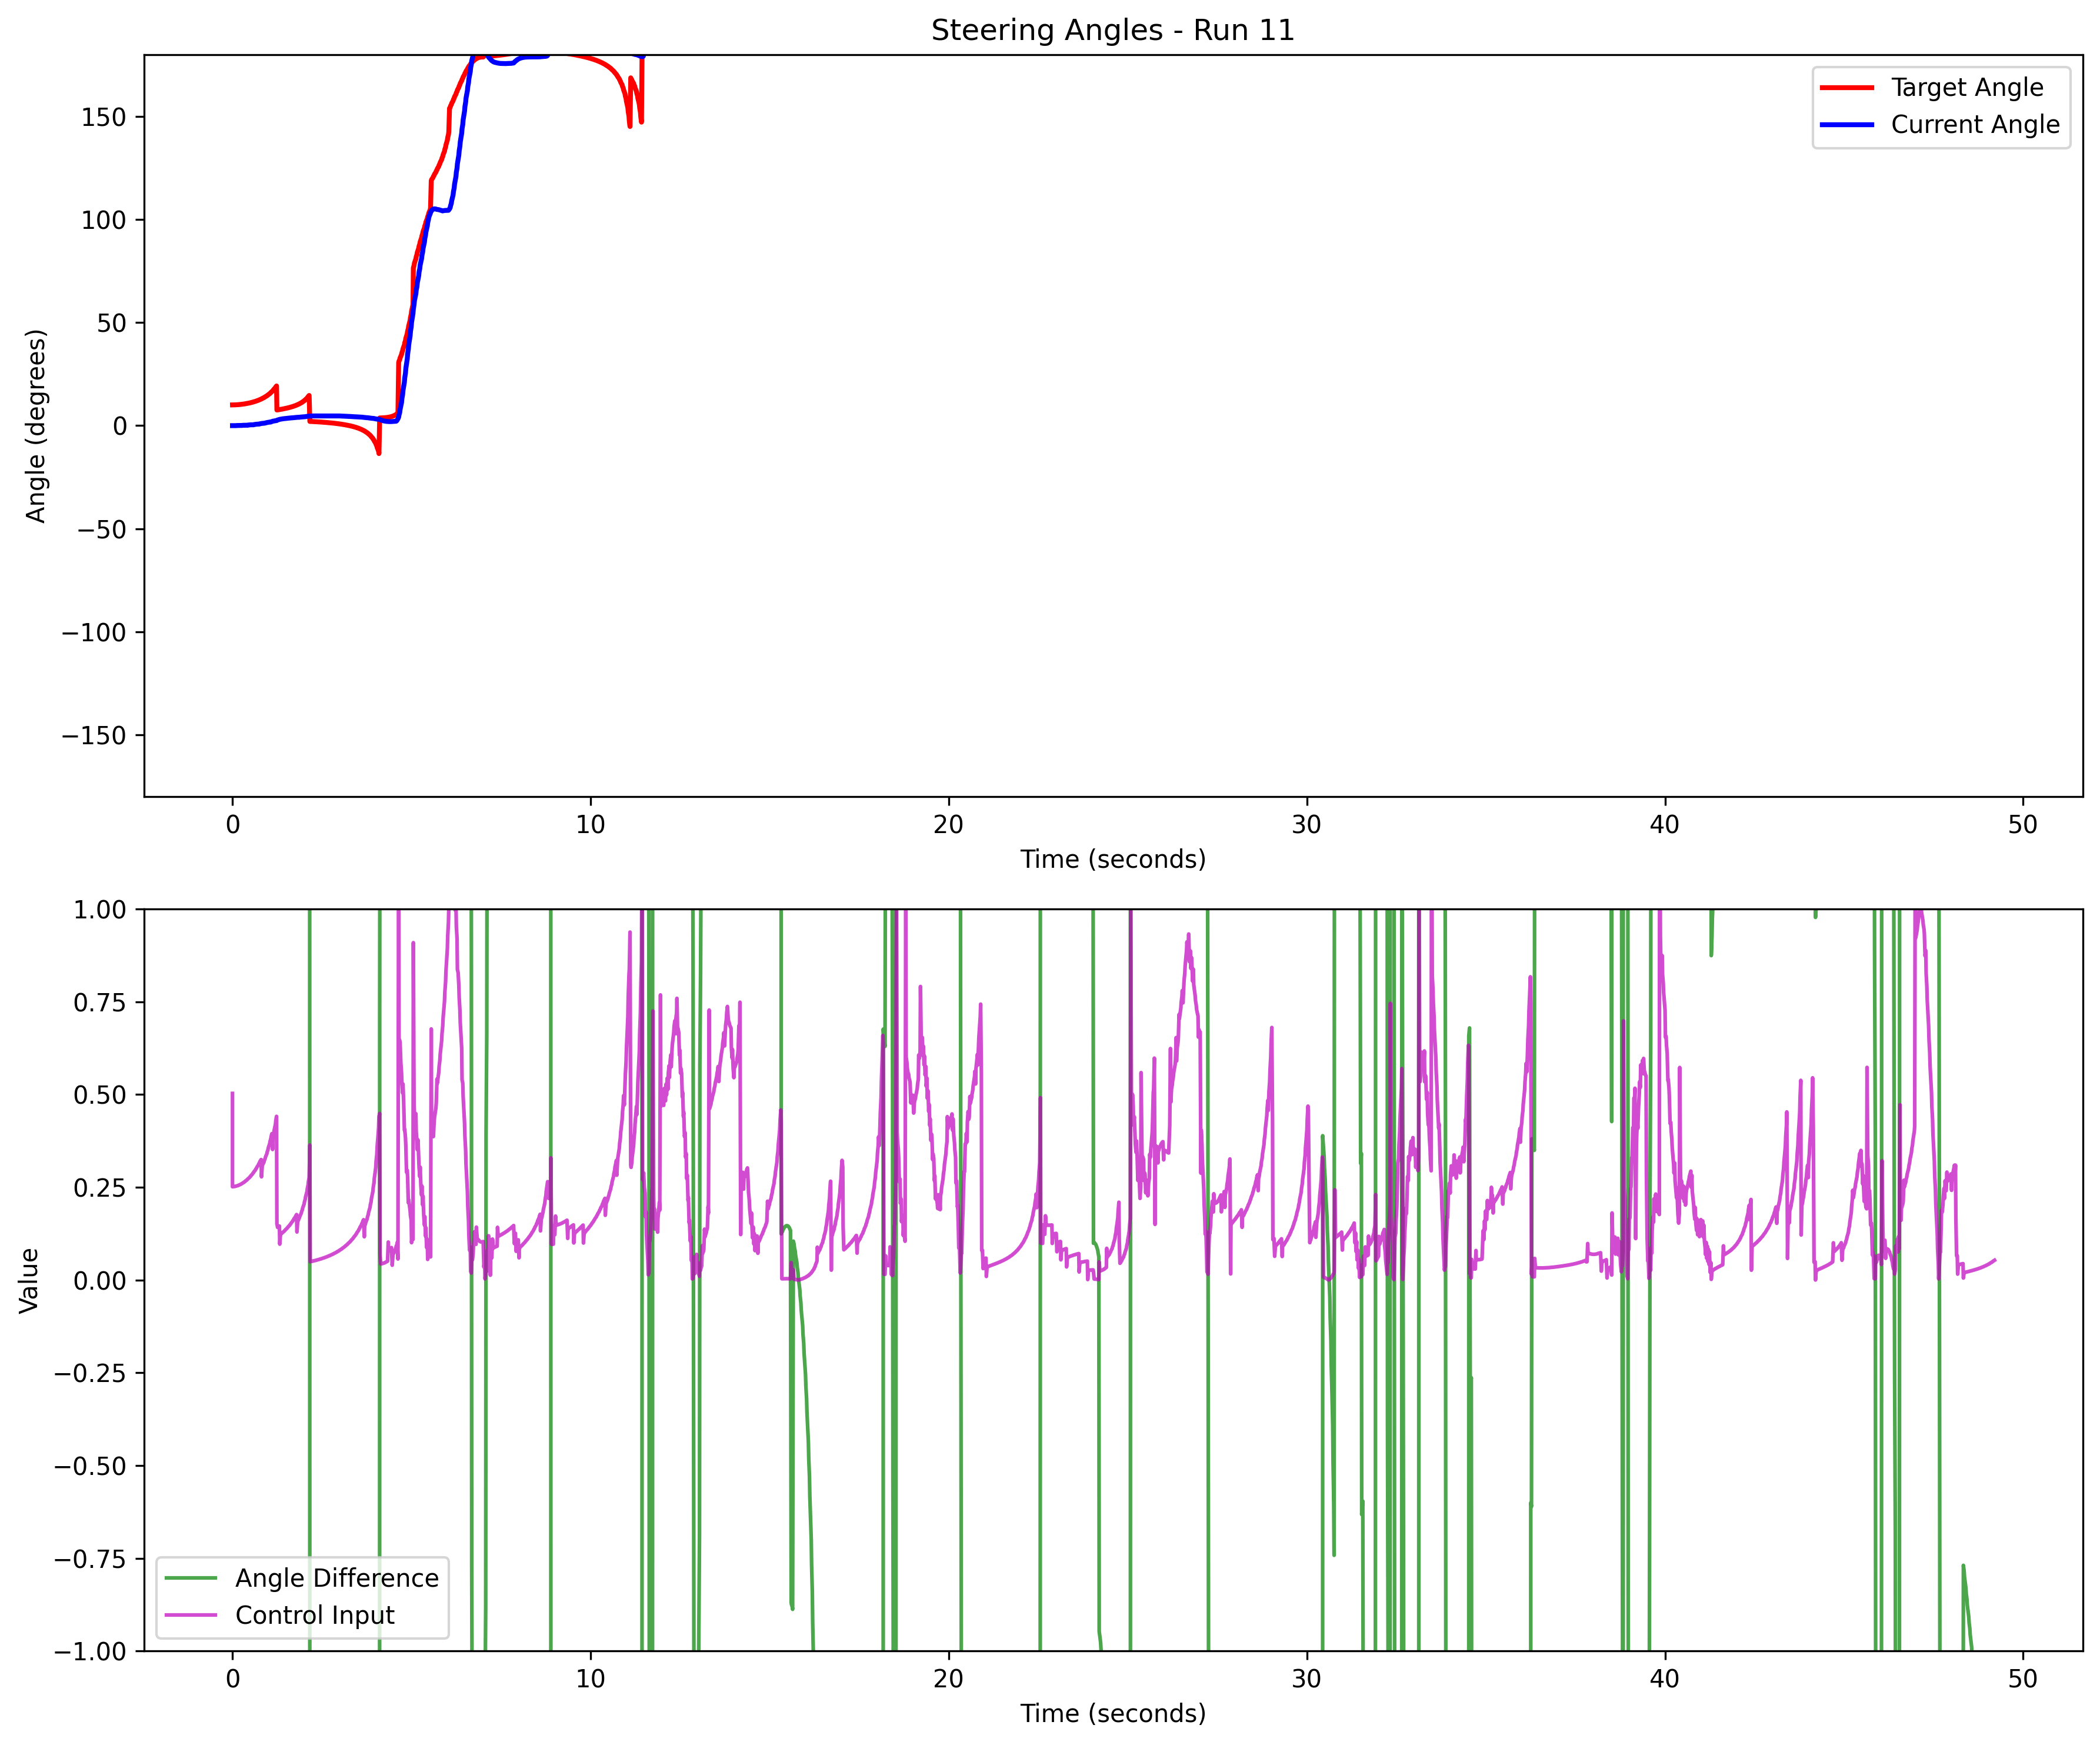 Steering Angles - Run 11
Angle (degrees)
150
100
50
0
−50
−100
−150
Target Angle
Current Angle
0 10 20 30 40 50
Time (seconds)
Value
1.00
0.75
0.50
0.25
0.00
−0.25
−0.50
−0.75
−1.00
Angle Difference
Control Input
0 10 20 30 40 50
Time (seconds)